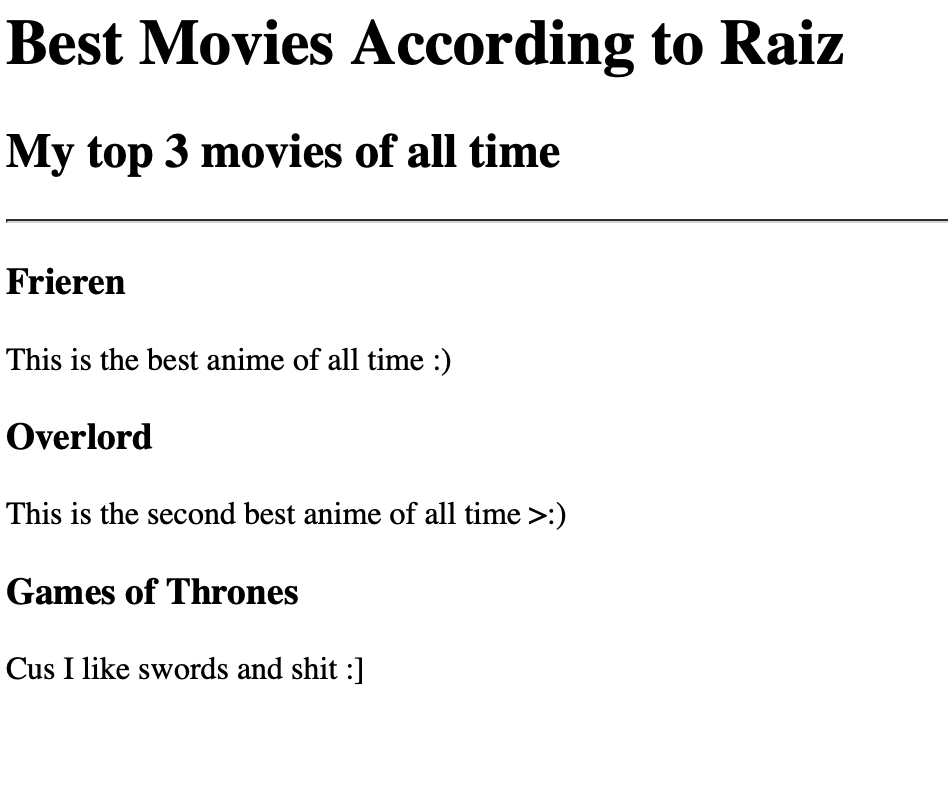 Best Movies According to Raiz
My top 3 movies of all time
Frieren
This is the best anime of all time :)
Overlord
This is the second best anime of all time >:)
Games of Thrones
Cus I like swords and shit :]